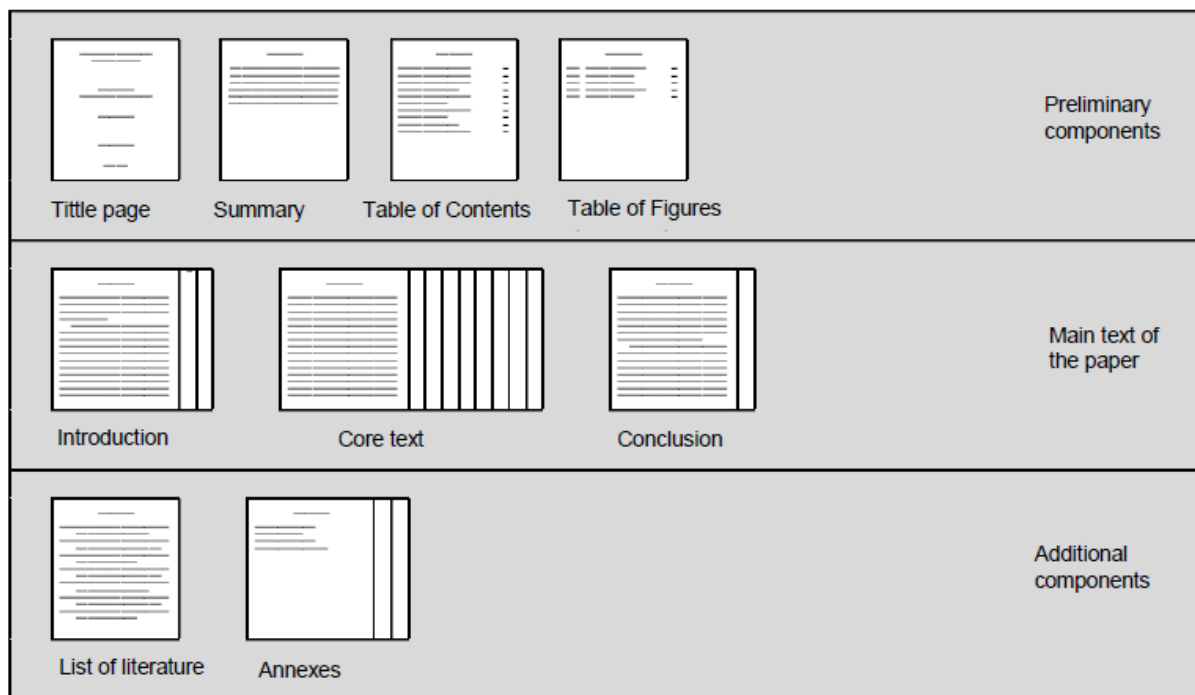 Preliminary
components
Tittle page
Summary
Table of Contents
Table of Figures
Main text of
the paper
Introduction
Core text
Conclusion
Additional
components
List of literature
Annexes